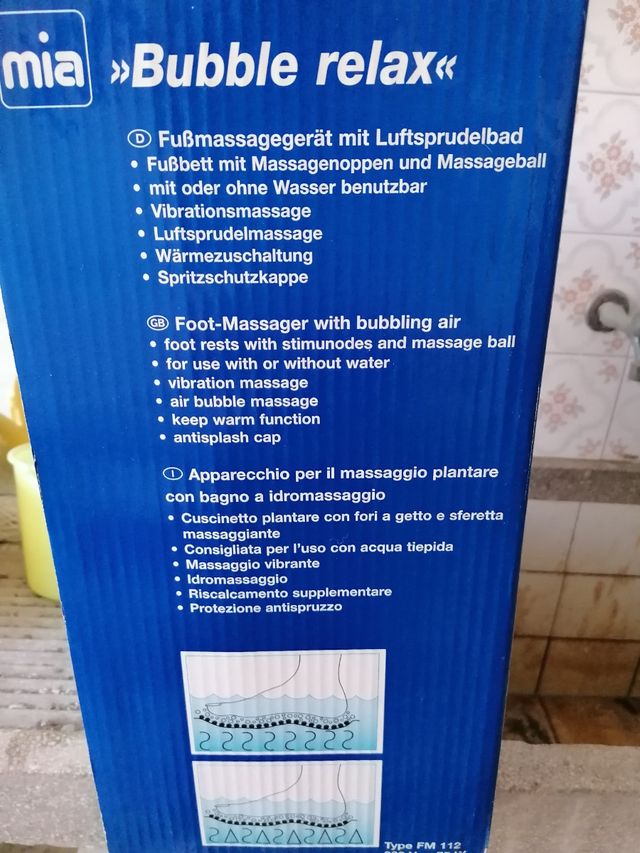 mia
»Bubble relax«
D Fußmassagegerät mit Luftsprudelbad
• Fußbett mit Massagenoppen und Massageball
• mit oder ohne Wasser benutzbar
• Vibrationsmassage
• Luftsprudelmassage
• Wärmezuschaltung
• Spritzschutzkappe
GB Foot-Massager with bubbling air
• foot rests with stimunodes and massage ball
• for use with or without water
• vibration massage
• air bubble massage
• keep warm function
• antisplash cap
I Apparecchio per il massaggio plantare
con bagno a idromassaggio
• Cuscinetto plantare con fori a getto e sferetta
massaggiante
• Consigliata per l'uso con acqua tiepida
• Massaggio vibrante
• Idromassaggio
• Riscaldamento supplementare
• Protezione antispruzzo
Type FM 112